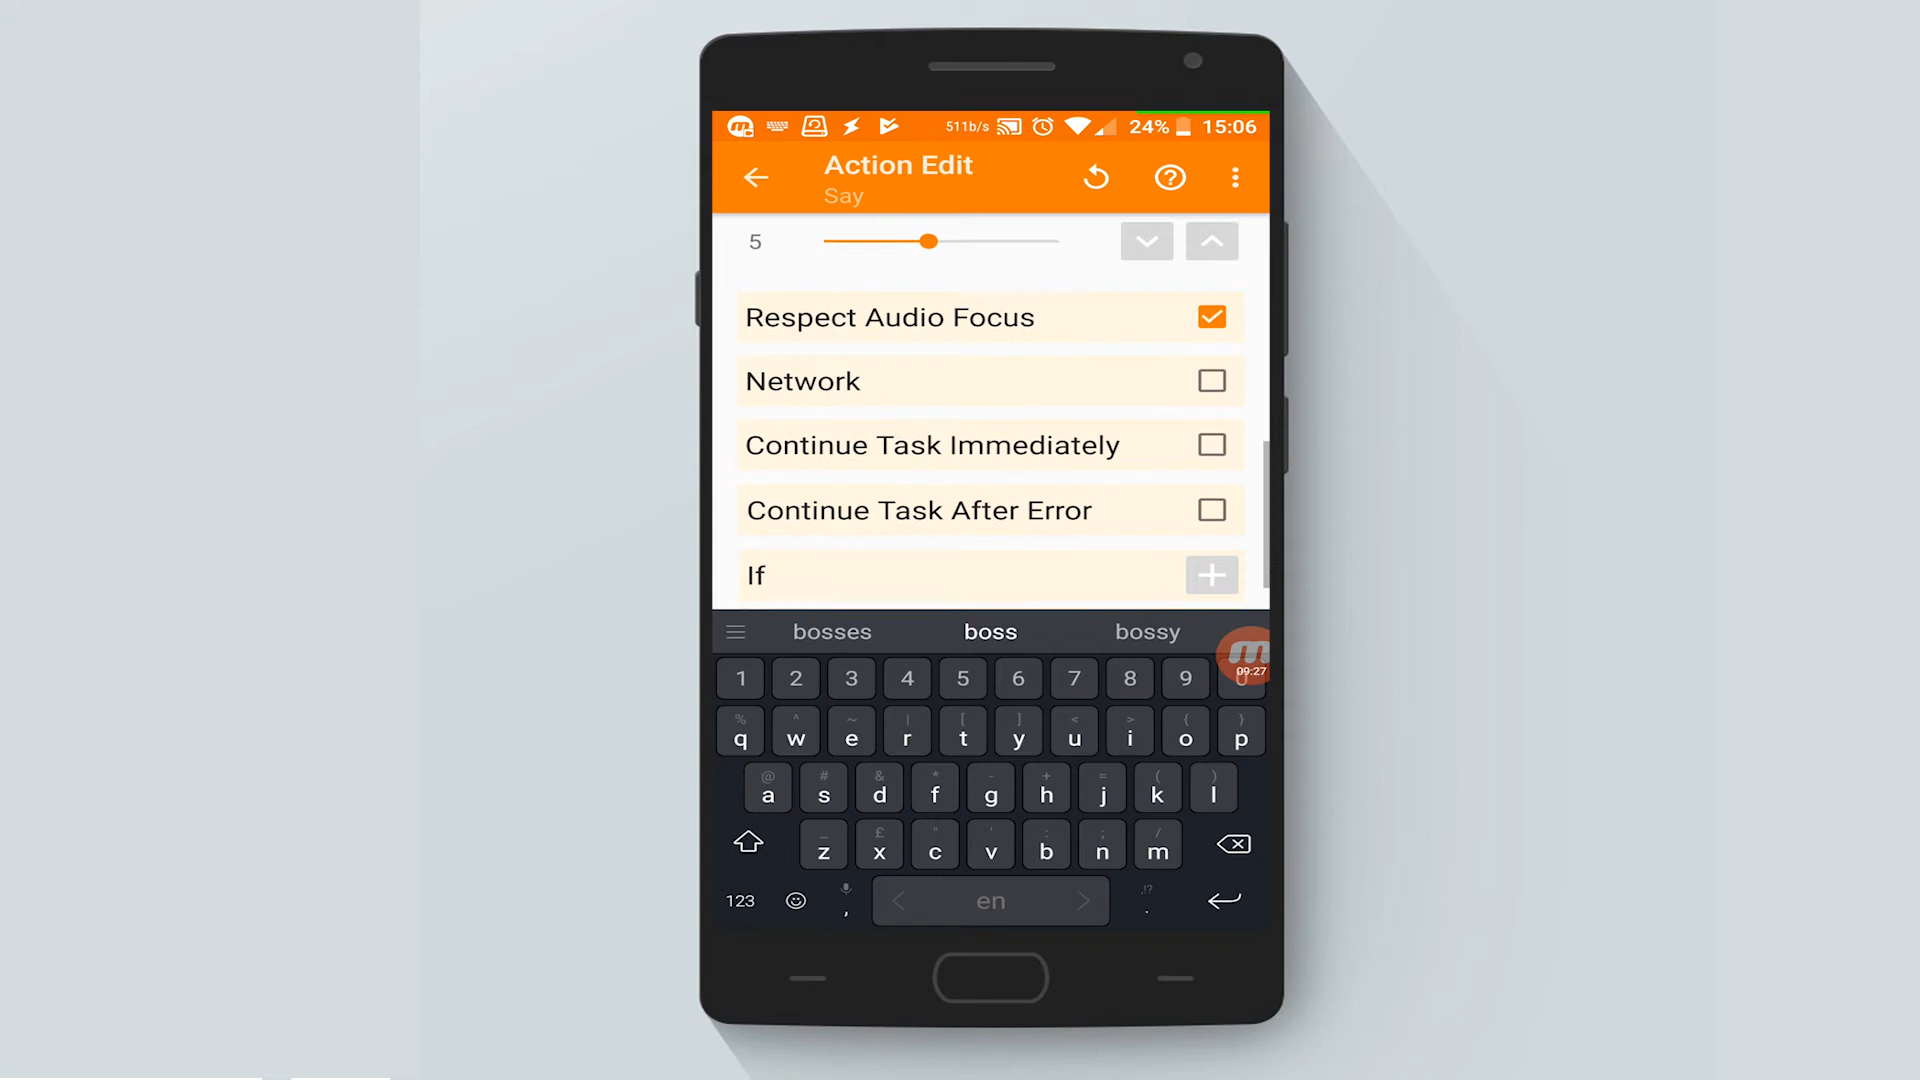 511b/s 24% 15:06
Action Edit
Say
5
Respect Audio Focus
Network
Continue Task Immediately
Continue Task After Error
If
bosses boss bossy
09:27
1 2 3 4 5 6 7 8 9 0
% ^ ~ | [ ] < > { }
q w e r t y u i o p
@ # & * - + = ( )
a s d f g h j k l
_ £ " ' : ; /
z x c v b n m
123 , < en > ,!? .